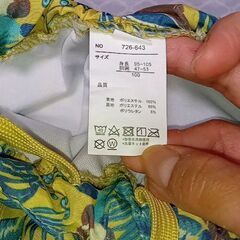 NO 726-643
サイズ
身長 95~105
胴囲 47~53
100
品質
表地 ポリエステル 100%
裏地 ポリエステル 95%
ポリウレタン 5%